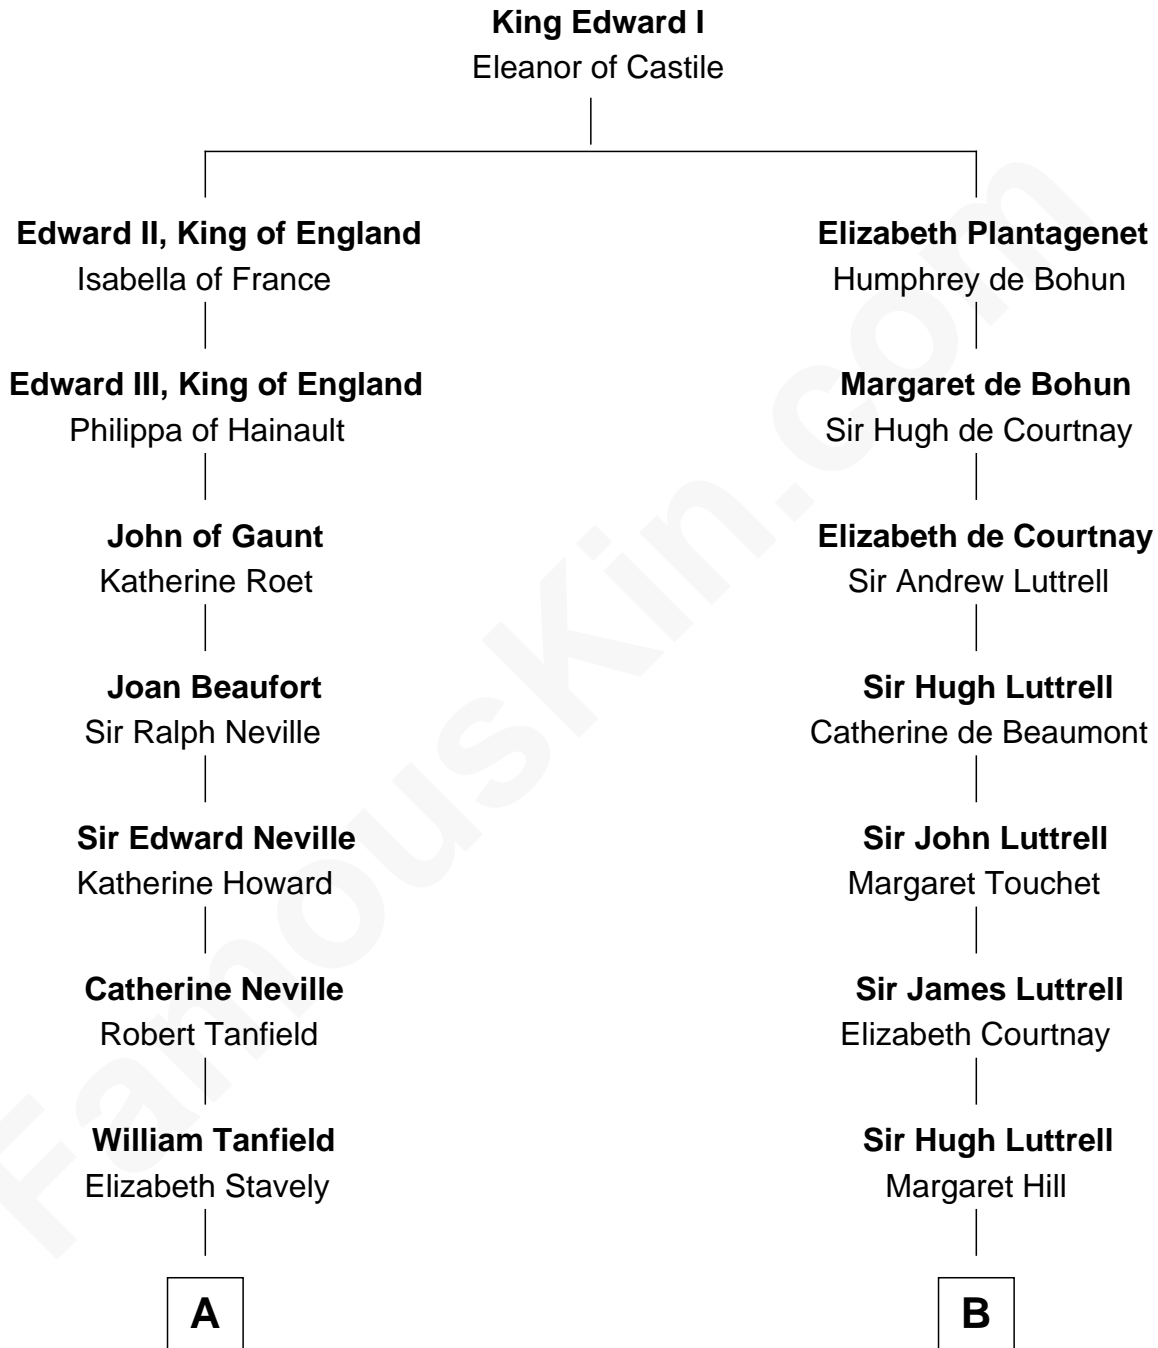 King Edward I
Eleanor of Castile
Edward II, King of England
Isabella of France
Elizabeth Plantagenet
Humphrey de Bohun
Edward III, King of England
Philippa of Hainault
Margaret de Bohun
Sir Hugh de Courtnay
John of Gaunt
Katherine Roet
Elizabeth de Courtnay
Sir Andrew Luttrell
Joan Beaufort
Sir Ralph Neville
Sir Hugh Luttrell
Catherine de Beaumont
Sir Edward Neville
Katherine Howard
Sir John Luttrell
Margaret Touchet
Catherine Neville
Robert Tanfield
Sir James Luttrell
Elizabeth Courtnay
William Tanfield
Elizabeth Stavely
Sir Hugh Luttrell
Margaret Hill
A
B
FamousKin.com